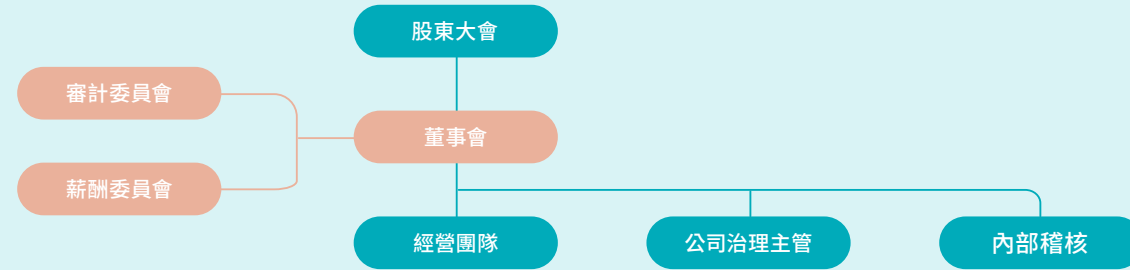 股東大會
審計委員會
董事會
薪酬委員會
經營團隊
公司治理主管
內部稽核